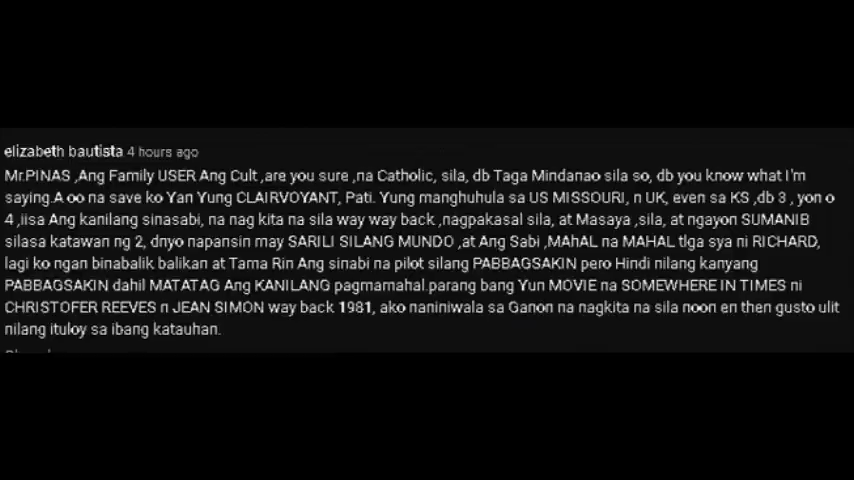 elizabeth bautista 4 hours ago
Mr.PINAS ,Ang Family USER Ang Cult ,are you sure ,na Catholic, sila, db Taga Mindanao sila so, db you know what I'm
saying.A oo na save ko Yan Yung CLAIRVOYANT, Pati. Yung manghuhula sa US MISSOURI, n UK, even sa KS ,db 3 , yon o
4 ,iisa Ang kanilang sinasabi, na nag kita na sila way way back ,nagpakasal sila, at Masaya ,sila, at ngayon SUMANIB
silasa katawan ng 2, dnyo napansin may SARILI SILANG MUNDO ,at Ang Sabi ,MAhAL na MAHAL tlga sya ni RICHARD,
lagi ko ngan binabalik balikan at Tama Rin Ang sinabi na pilot silang PABBAGSAKIN pero Hindi nilang kanyang
PABBAGSAKIN dahil MATATAG Ang KANILANG pagmamahal.parang bang Yun MOVIE na SOMEWHERE IN TIMES ni
CHRISTOFER REEVES n JEAN SIMON way back 1981, ako naniniwala sa Ganon na nagkita na sila noon en then gusto ulit
nilang ituloy sa ibang katauhan.